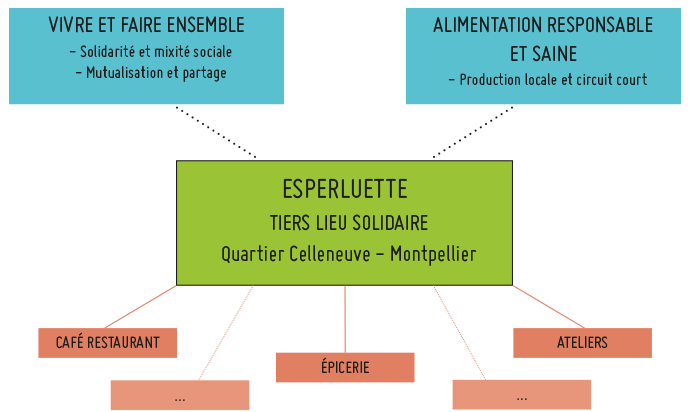 VIVRE ET FAIRE ENSEMBLE
– Solidarité et mixité sociale
– Mutualisation et partage
ALIMENTATION RESPONSABLE
ET SAINE
– Production locale et circuit court
ESPERLUETTE
TIERS LIEU SOLIDAIRE
Quartier Celleneuve – Montpellier
CAFÉ RESTAURANT
...
ÉPICERIE
...
ATELIERS